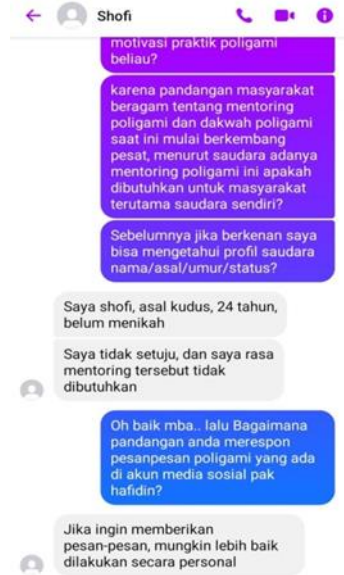 Shofi
motivasi praktik poligami
beliau?
karena pandangan masyarakat
beragam tentang mentoring
poligami dan dakwah poligami
saat ini mulai berkembang
pesat, menurut saudara adanya
mentoring poligami ini apakah
dibutuhkan untuk masyarakat
terutama saudara sendiri?
Sebelumnya jika berkenan saya
bisa mengetahui profil saudara
nama/asal/umur/status?
Saya shofi, asal kudus, 24 tahun,
belum menikah
Saya tidak setuju, dan saya rasa
mentoring tersebut tidak
dibutuhkan
Oh baik mba.. lalu Bagaimana
pandangan anda merespon
pesanpesan poligami yang ada
di akun media sosial pak
hafidin?
Jika ingin memberikan
pesan-pesan, mungkin lebih baik
dilakukan secara personal